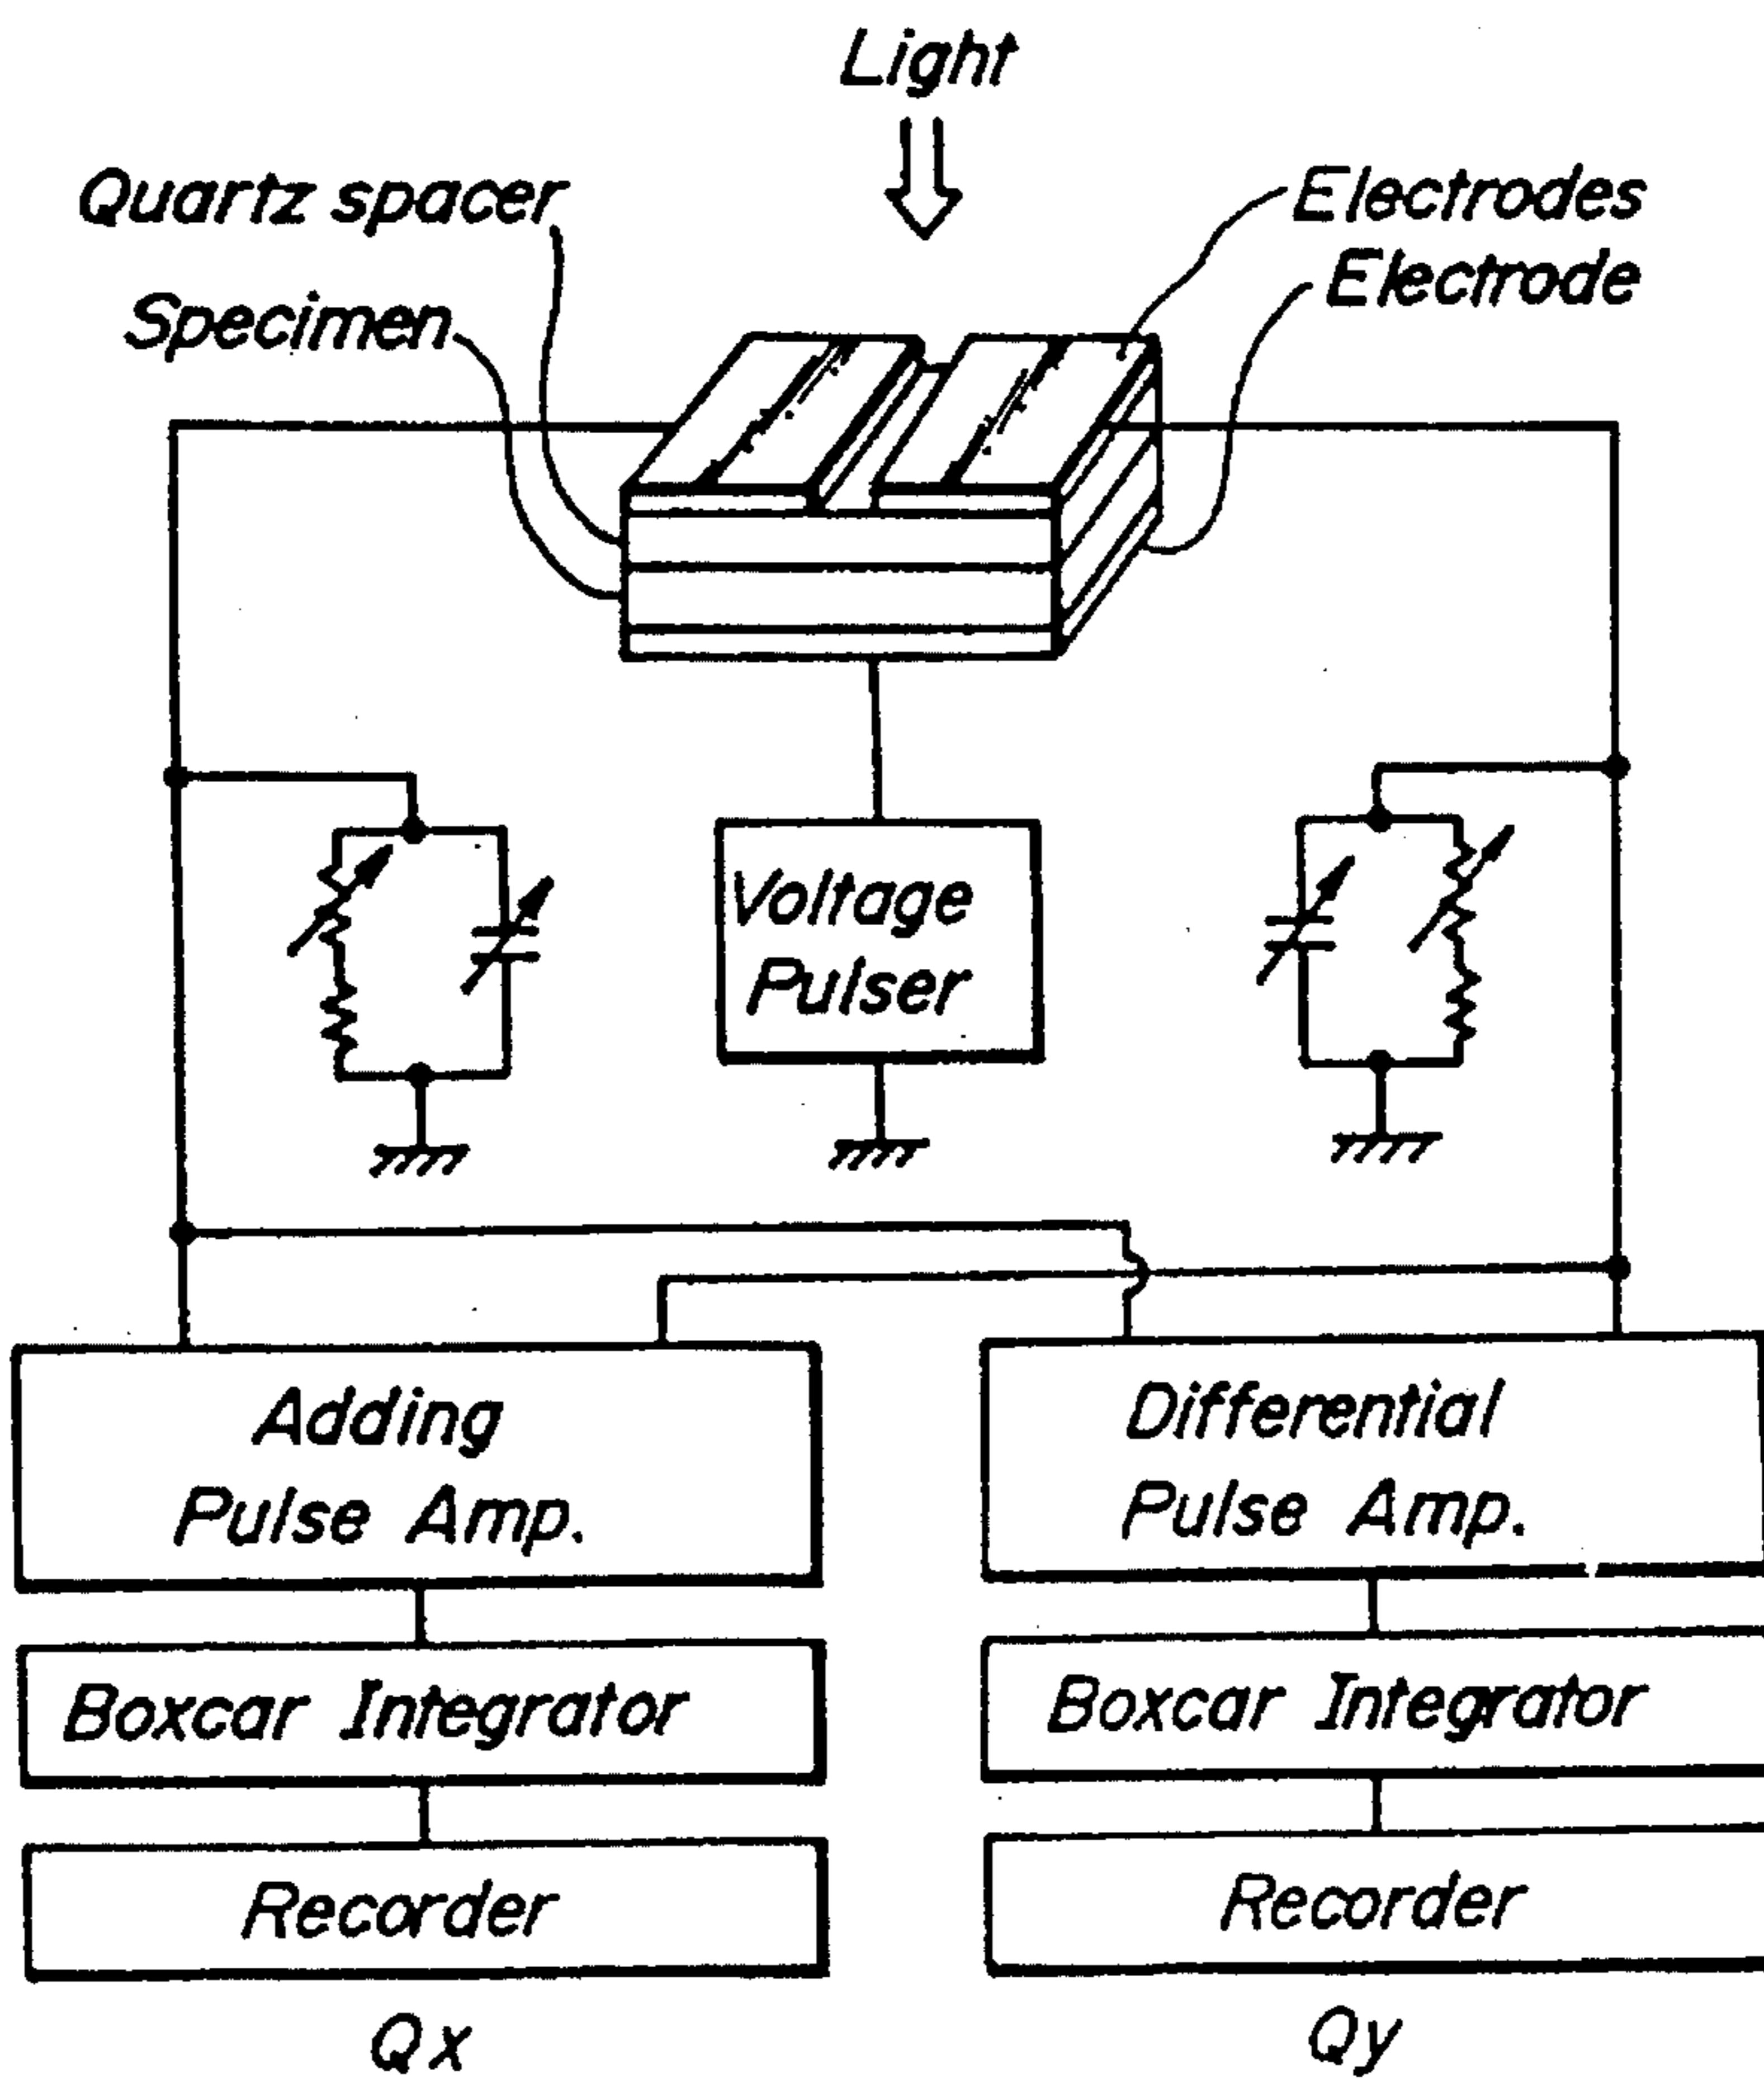 Light
Quartz spacer
Electrodes
Electrode
Specimen
Voltage
Pulser
Adding
Pulse Amp.
Differential
Pulse Amp.
Boxcar Integrator
Boxcar Integrator
Recorder
Recorder
Qx
Qy